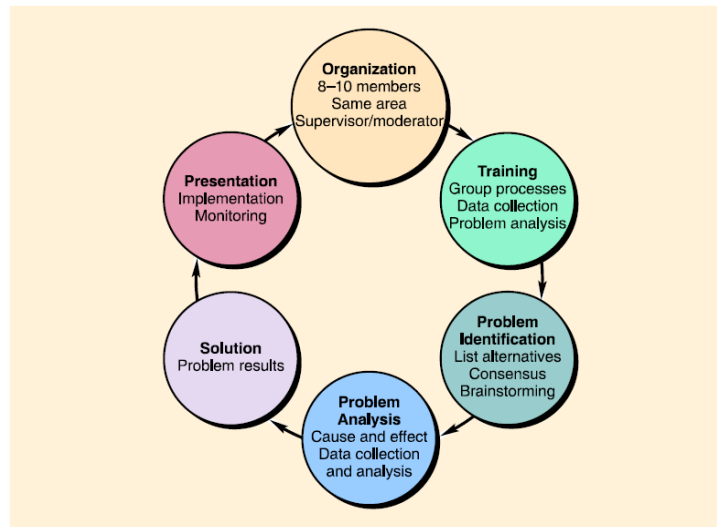 Organization
8–10 members
Same area
Supervisor/moderator
Training
Group processes
Data collection
Problem analysis
Problem
Identification
List alternatives
Consensus
Brainstorming
Problem
Analysis
Cause and effect
Data collection
and analysis
Solution
Problem results
Presentation
Implementation
Monitoring